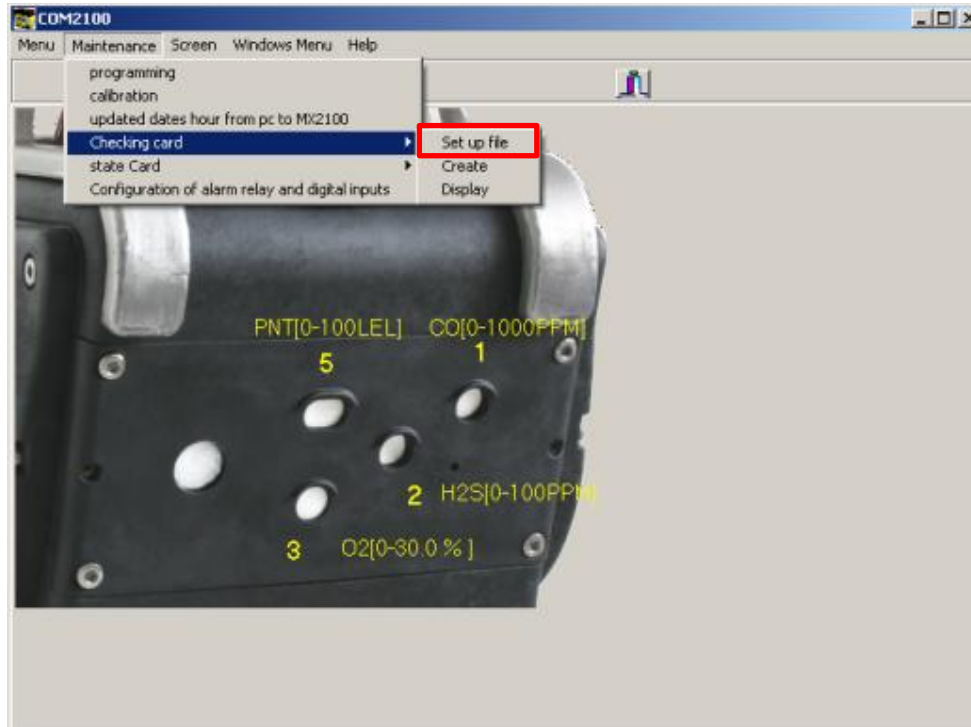 COM2100
Menu Maintenance Screen Windows Menu Help
programming
calibration
updated dates hour from pc to MX2100
Checking card Set up file
state Card Create
Configuration of alarm relay and digital inputs Display
PNT[0-100LEL] CO[0-1000PPM]
5 1
2 H2S[0-100PPM]
3 O2[0-30.0 % ]